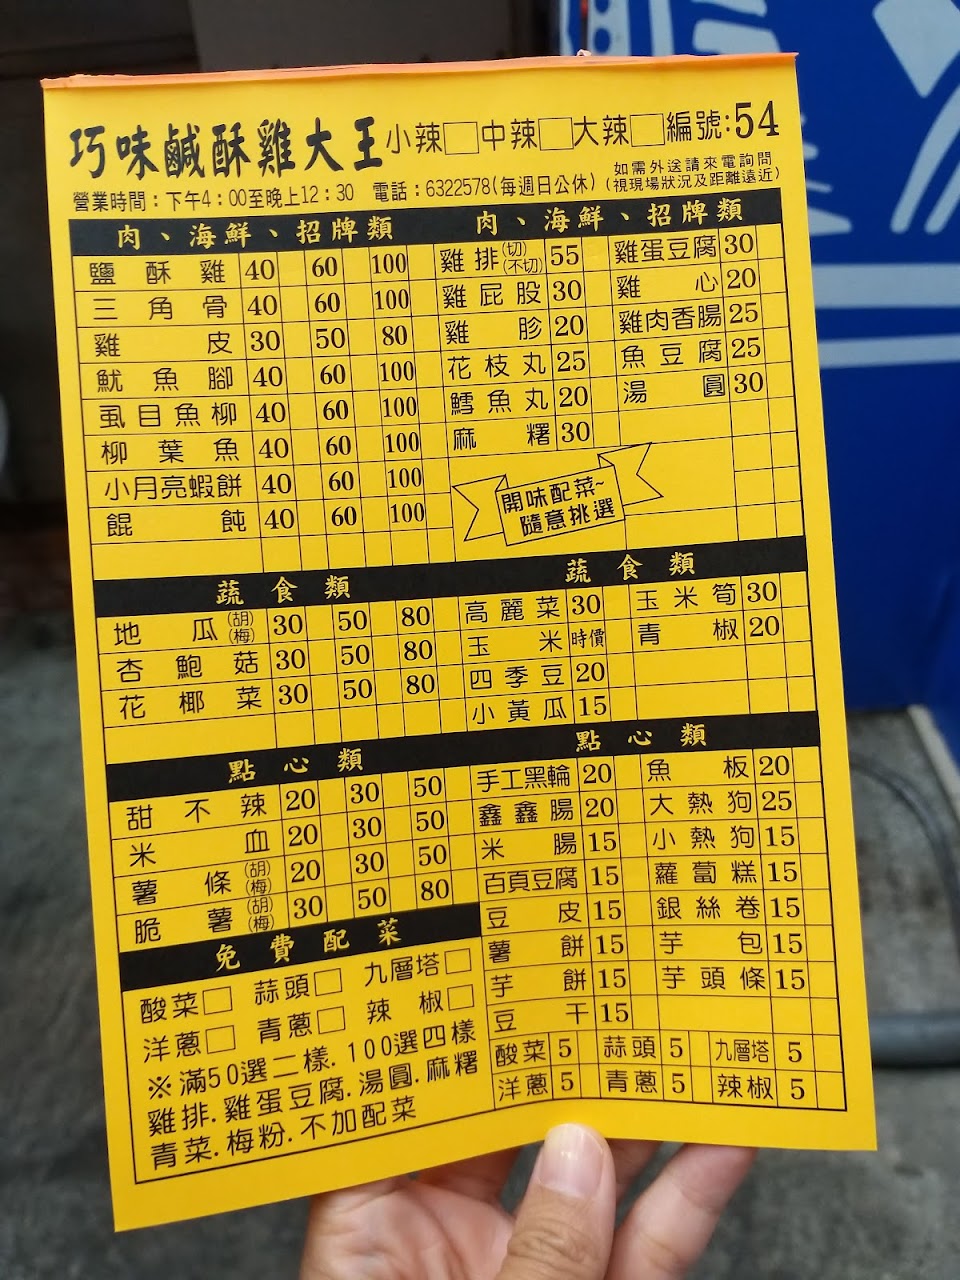 巧味鹹酥雞大王 小辣□中辣□大辣□編號:54
如需外送請來電詢問
營業時間：下午4：00至晚上12：30 電話：6322578(每週日公休)(視現場狀況及距離遠近)
肉、海鮮、招牌類
鹽酥雞 40 60 100
三角骨 40 60 100
雞皮 30 50 80
魷魚腳 40 60 100
虱目魚柳 40 60 100
柳葉魚 40 60 100
小月亮蝦餅 40 60 100
餛飩 40 60 100
肉、海鮮、招牌類
雞排(切)(不切) 55 雞蛋豆腐 30
雞屁股 30 雞心 20
雞胗 20 雞肉香腸 25
花枝丸 25 魚豆腐 25
鱈魚丸 20 湯圓 30
麻糬 30
開味配菜~
隨意挑選
蔬食類
地瓜(胡)(梅) 30 50 80
杏鮑菇 30 50 80
花椰菜 30 50 80
蔬食類
高麗菜 30 玉米筍 30
玉米 時價 青椒 20
四季豆 20
小黃瓜 15
點心類
甜不辣 20 30 50
米血 20 30 50
薯條(胡)(梅) 20 30 50
脆薯(胡)(梅) 30 50 80
點心類
手工黑輪 20 魚板 20
鑫鑫腸 20 大熱狗 25
米腸 15 小熱狗 15
百頁豆腐 15 蘿蔔糕 15
豆皮 15 銀絲卷 15
薯餅 15 芋包 15
芋餅 15 芋頭條 15
豆干 15
酸菜 5 蒜頭 5 九層塔 5
洋蔥 5 青蔥 5 辣椒 5
免費配菜
酸菜□ 蒜頭□ 九層塔□
洋蔥□ 青蔥□ 辣椒□
※滿50選二樣.100選四樣
雞排.雞蛋豆腐.湯圓.麻糬
青菜.梅粉.不加配菜